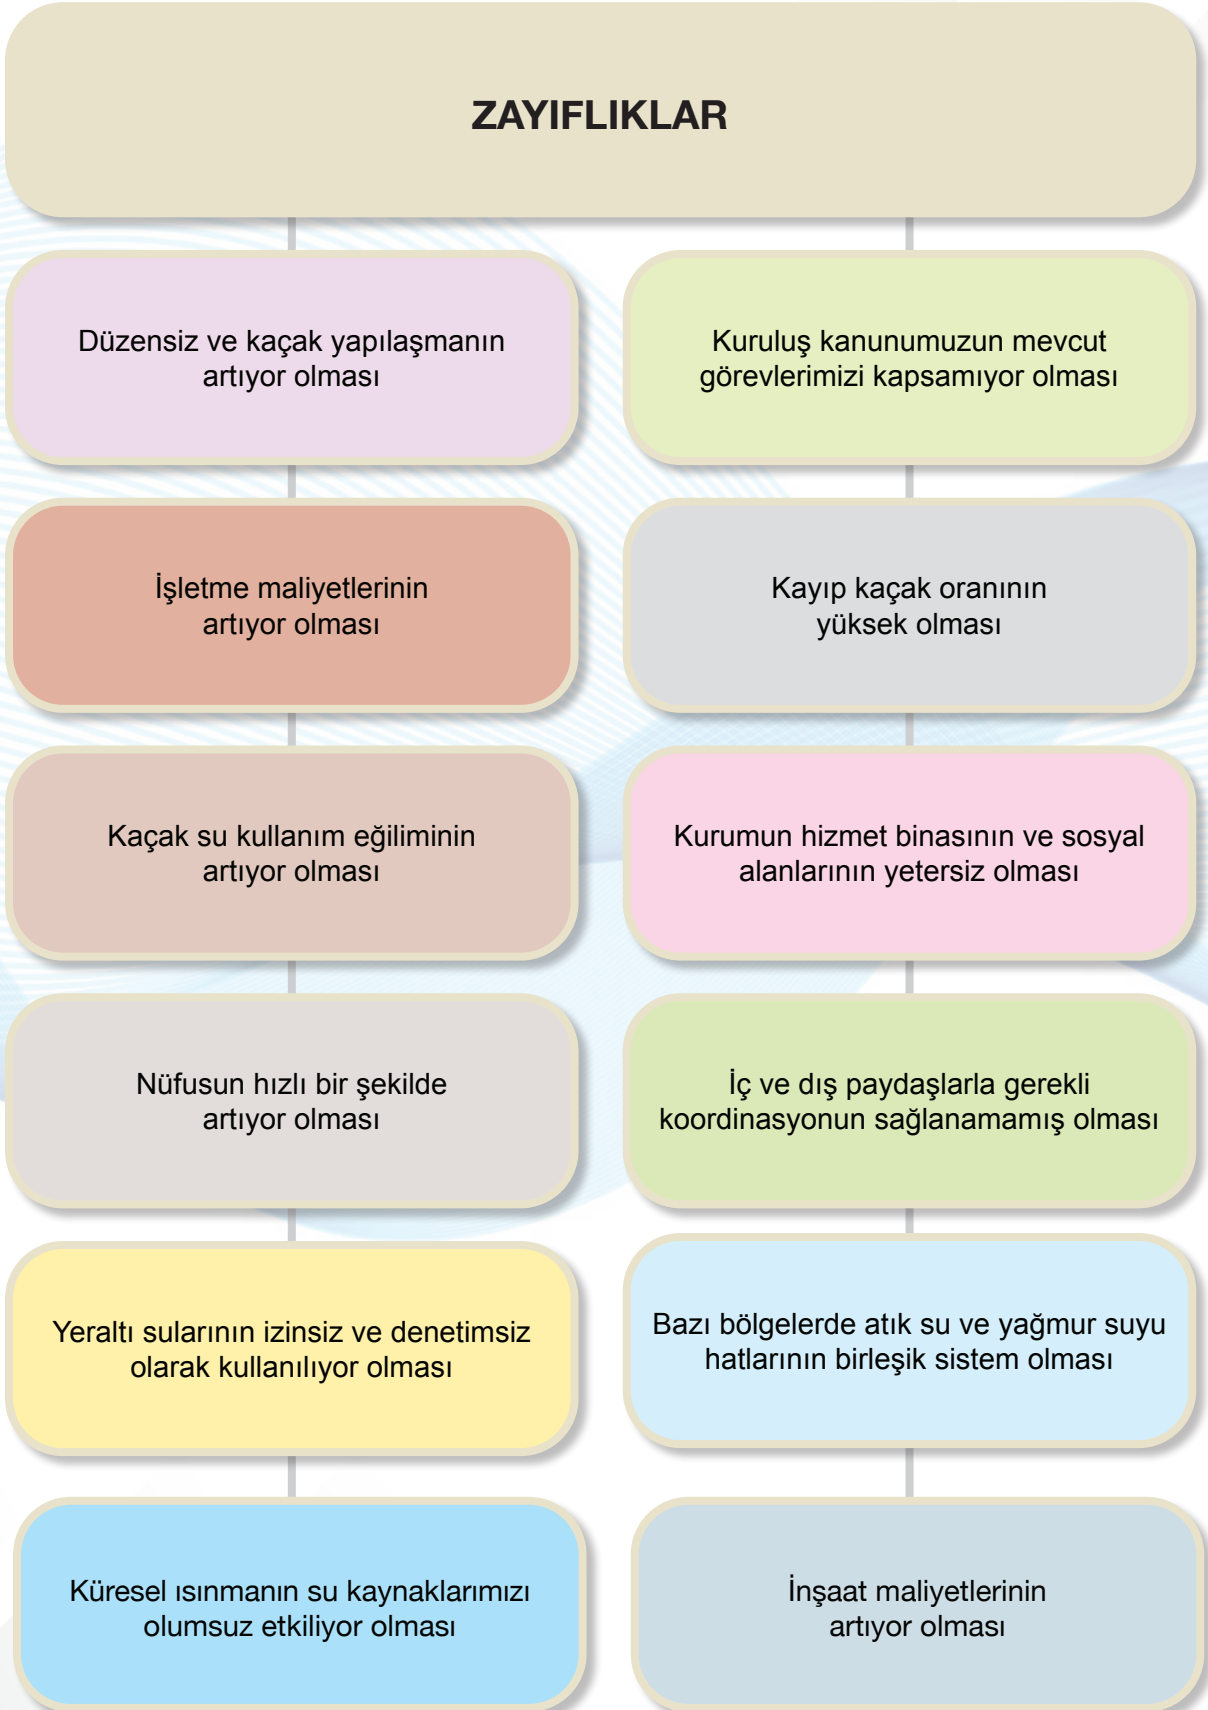 ZAYIFLIKLAR
Düzensiz ve kaçak yapılaşmanın
artıyor olması
Kuruluş kanunumuzun mevcut
görevlerimizi kapsamıyor olması
İşletme maliyetlerinin
artıyor olması
Kayıp kaçak oranının
yüksek olması
Kaçak su kullanım eğiliminin
artıyor olması
Kurumun hizmet binasının ve sosyal
alanlarının yetersiz olması
Nüfusun hızlı bir şekilde
artıyor olması
İç ve dış paydaşlarla gerekli
koordinasyonun sağlanamamış olması
Yeraltı sularının izinsiz ve denetimsiz
olarak kullanılıyor olması
Bazı bölgelerde atık su ve yağmur suyu
hatlarının birleşik sistem olması
Küresel ısınmanın su kaynaklarımızı
olumsuz etkiliyor olması
İnşaat maliyetlerinin
artıyor olması